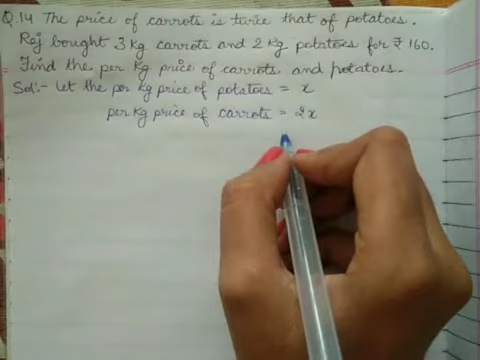 Q.14 The price of carrots is twice that of potatoes.
Raj bought 3 kg carrots and 2 kg potatoes for ₹ 160.
Find the per kg price of carrots and potatoes.
Sol:- Let the per kg price of potatoes = x
per kg price of carrots = 2x